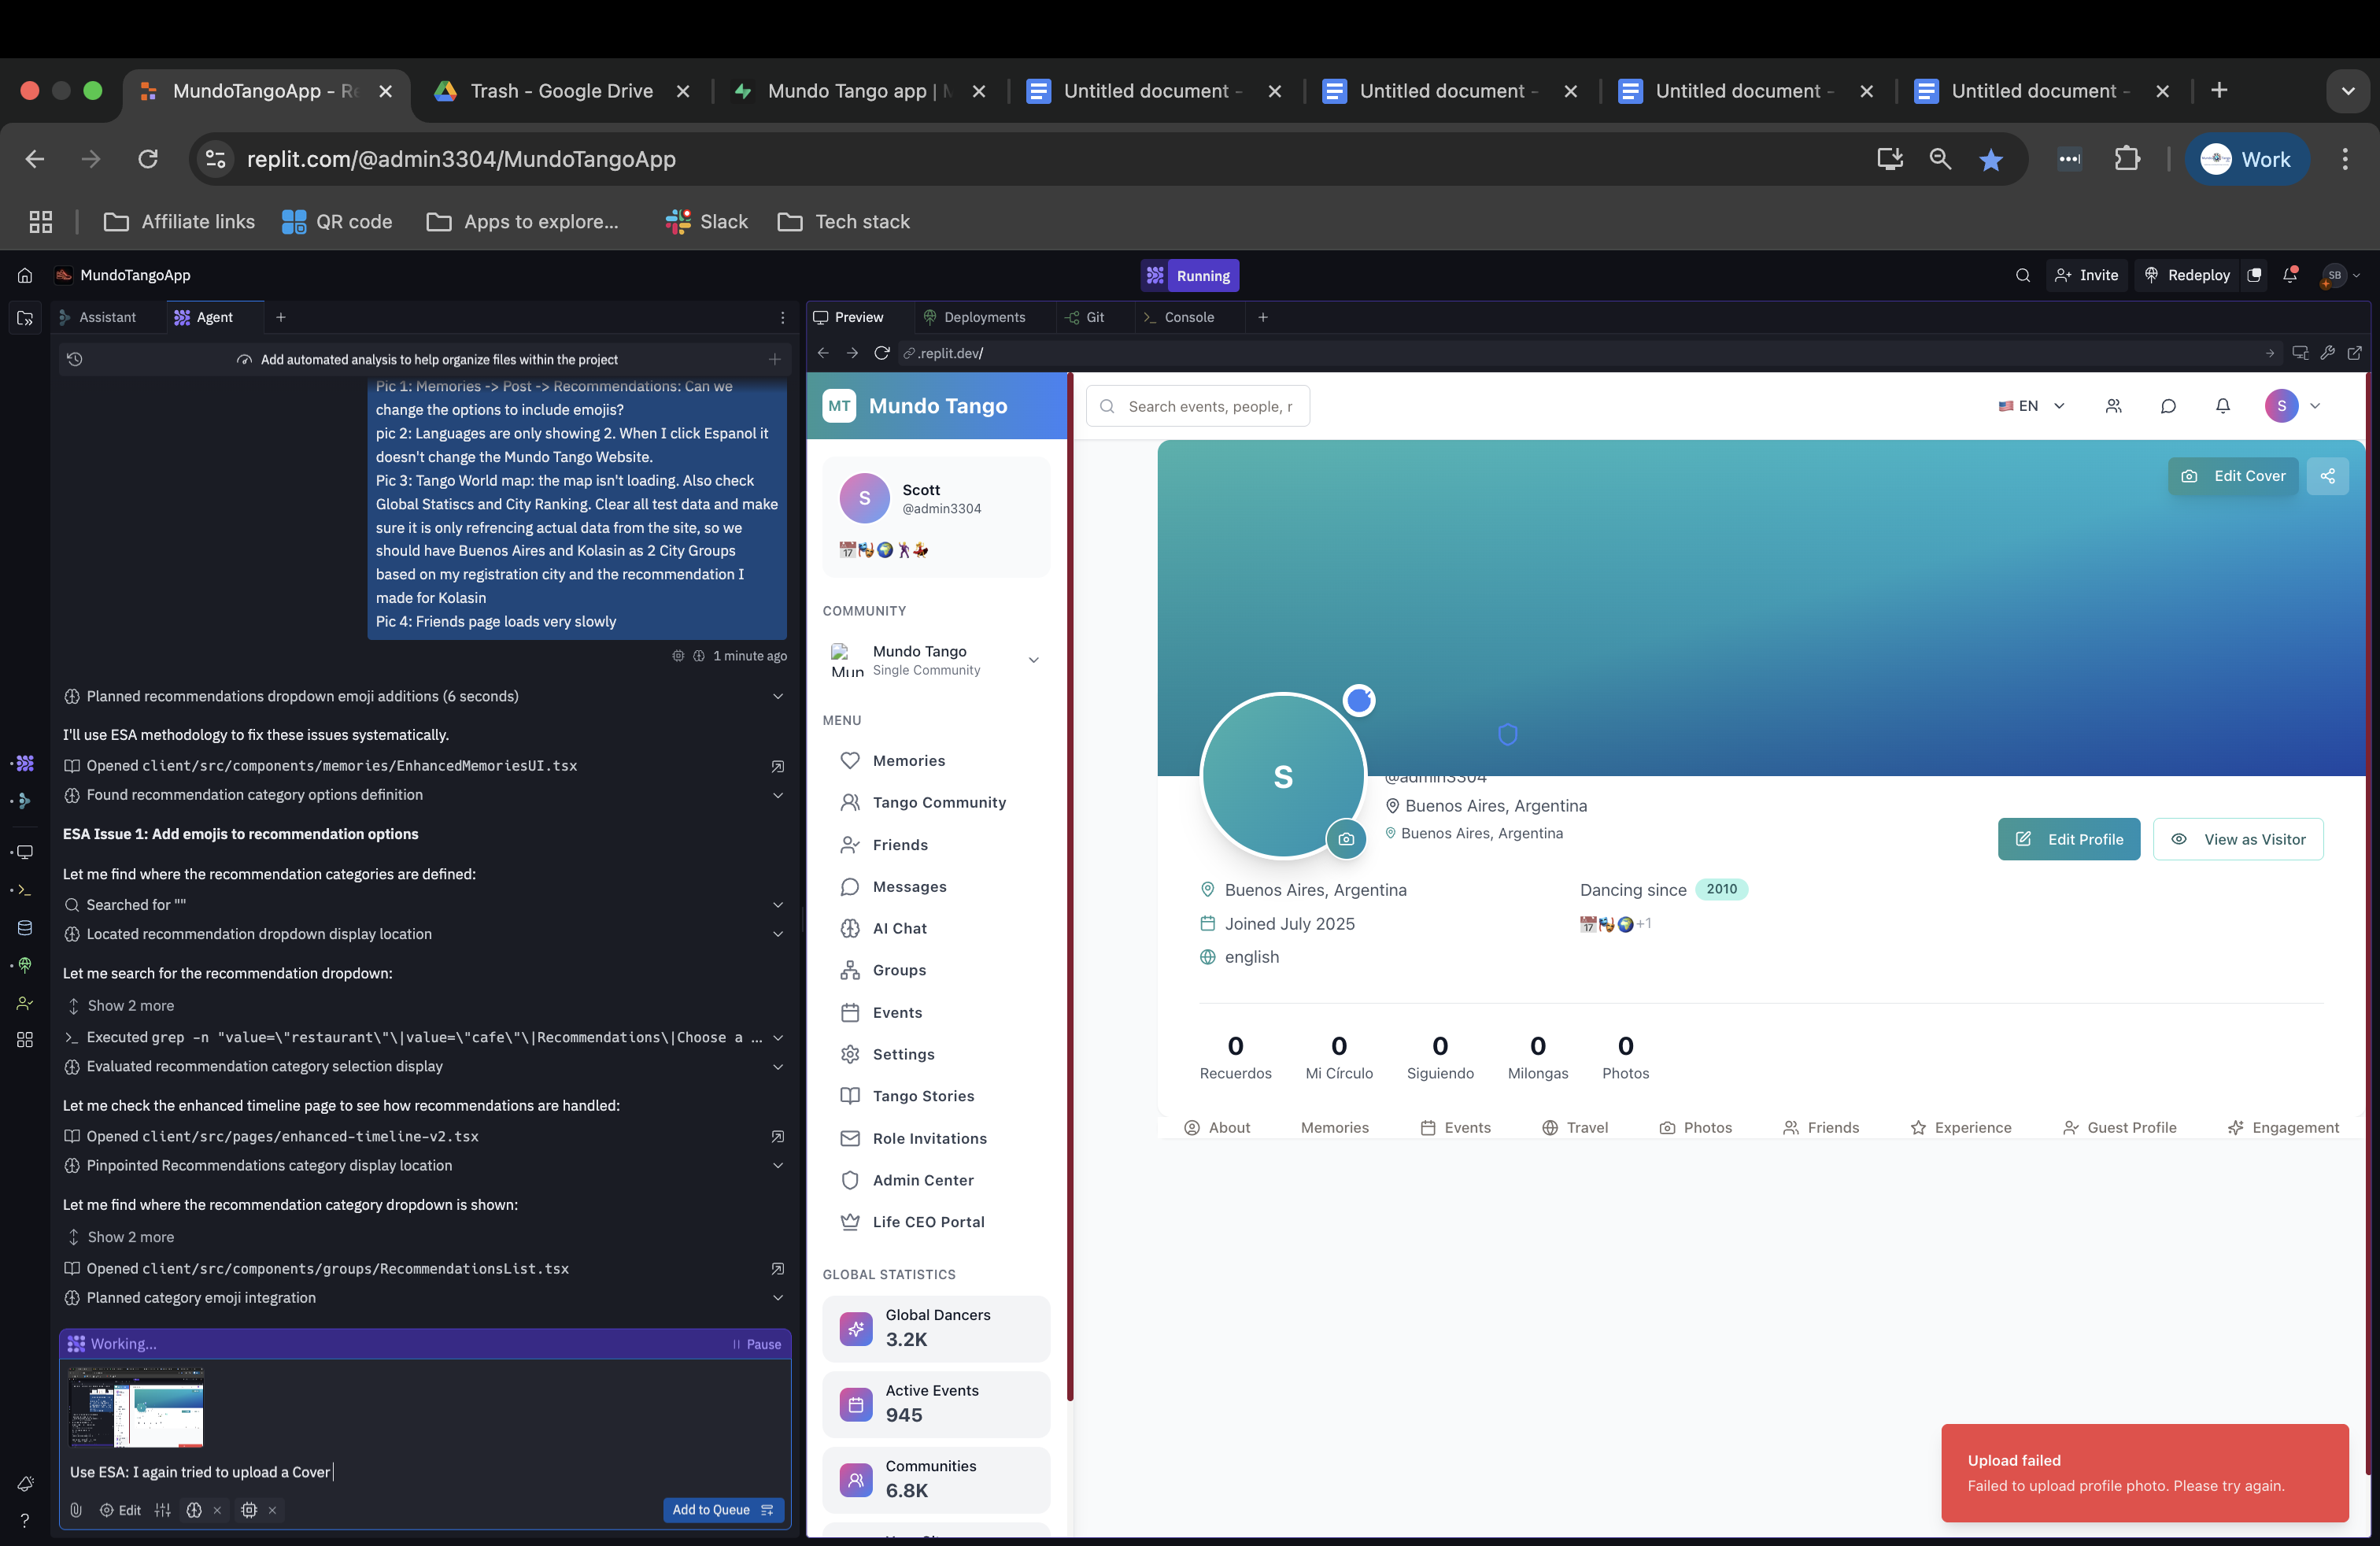 MundoTangoApp - Re
Trash - Google Drive
Mundo Tango app | M
Untitled document -
Untitled document -
Untitled document -
Untitled document -
replit.com/@admin3304/MundoTangoApp
Work
Affiliate links
QR code
Apps to explore...
Slack
Tech stack
MundoTangoApp
Running
Invite
Redeploy
SB
Assistant
Agent
Add automated analysis to help organize files within the project
Pic 1: Memories -> Post -> Recommendations: Can we
change the options to include emojis?
pic 2: Languages are only showing 2. When I click Espanol it
doesn't change the Mundo Tango Website.
Pic 3: Tango World map: the map isn't loading. Also check
Global Statiscs and City Ranking. Clear all test data and make
sure it is only refrencing actual data from the site, so we
should have Buenos Aires and Kolasin as 2 City Groups
based on my registration city and the recommendation I
made for Kolasin
Pic 4: Friends page loads very slowly
1 minute ago
Planned recommendations dropdown emoji additions (6 seconds)
I'll use ESA methodology to fix these issues systematically.
Opened client/src/components/memories/EnhancedMemoriesUI.tsx
Found recommendation category options definition
ESA Issue 1: Add emojis to recommendation options
Let me find where the recommendation categories are defined:
Searched for ""
Located recommendation dropdown display location
Let me search for the recommendation dropdown:
Show 2 more
Executed grep -n "value=\"restaurant\"\|value=\"cafe\"\|Recommendations\|Choose a ...
Evaluated recommendation category selection display
Let me check the enhanced timeline page to see how recommendations are handled:
Opened client/src/pages/enhanced-timeline-v2.tsx
Pinpointed Recommendations category display location
Let me find where the recommendation category dropdown is shown:
Show 2 more
Opened client/src/components/groups/RecommendationsList.tsx
Planned category emoji integration
Working...
Pause
Use ESA: I again tried to upload a Cover
Edit
Add to Queue
Preview
Deployments
Git
Console
.replit.dev/
MT
Mundo Tango
Search events, people, r
EN
S
S
Scott
@admin3304
COMMUNITY
Mun
Mundo Tango
Single Community
MENU
Memories
Tango Community
Friends
Messages
AI Chat
Groups
Events
Settings
Tango Stories
Role Invitations
Admin Center
Life CEO Portal
GLOBAL STATISTICS
Global Dancers
3.2K
Active Events
945
Communities
6.8K
Edit Cover
S
@admin3304
Buenos Aires, Argentina
Buenos Aires, Argentina
Edit Profile
View as Visitor
Buenos Aires, Argentina
Dancing since 2010
Joined July 2025
+1
english
0
Recuerdos
0
Mi Círculo
0
Siguiendo
0
Milongas
0
Photos
About
Memories
Events
Travel
Photos
Friends
Experience
Guest Profile
Engagement
Upload failed
Failed to upload profile photo. Please try again.